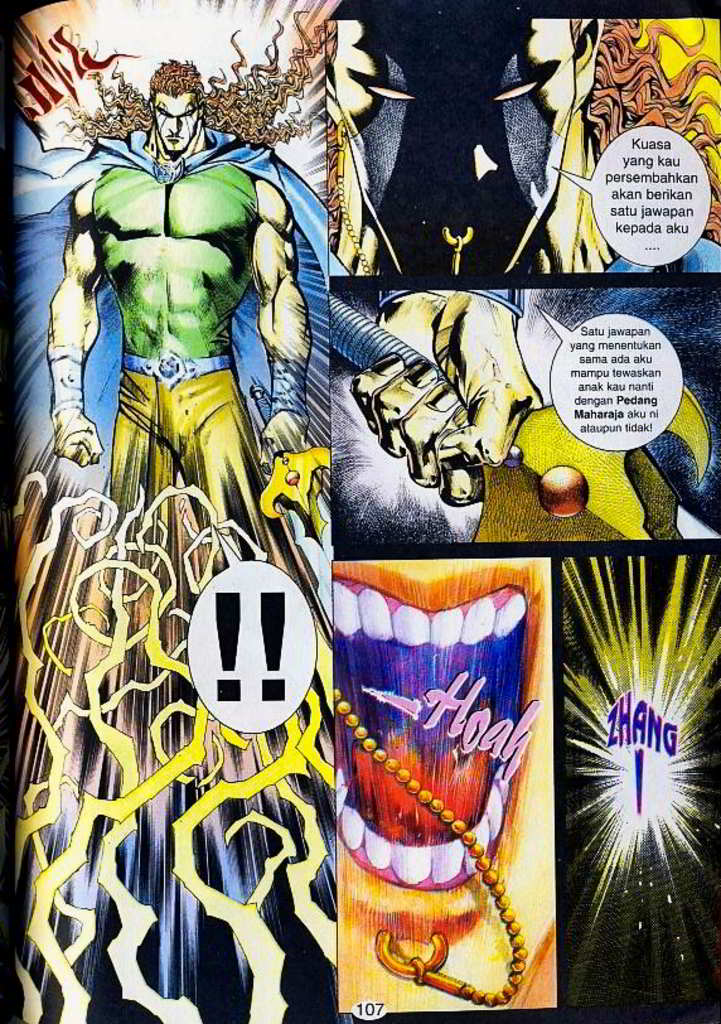 Kuasa
yang kau
persembahkan
akan berikan
satu jawapan
kepada aku
....
Satu jawapan
yang menentukan
sama ada aku
mampu tewaskan
anak kau nanti
dengan Pedang
Maharaja aku ni
ataupun tidak!
!!
Hoah
ZHANG
!
107